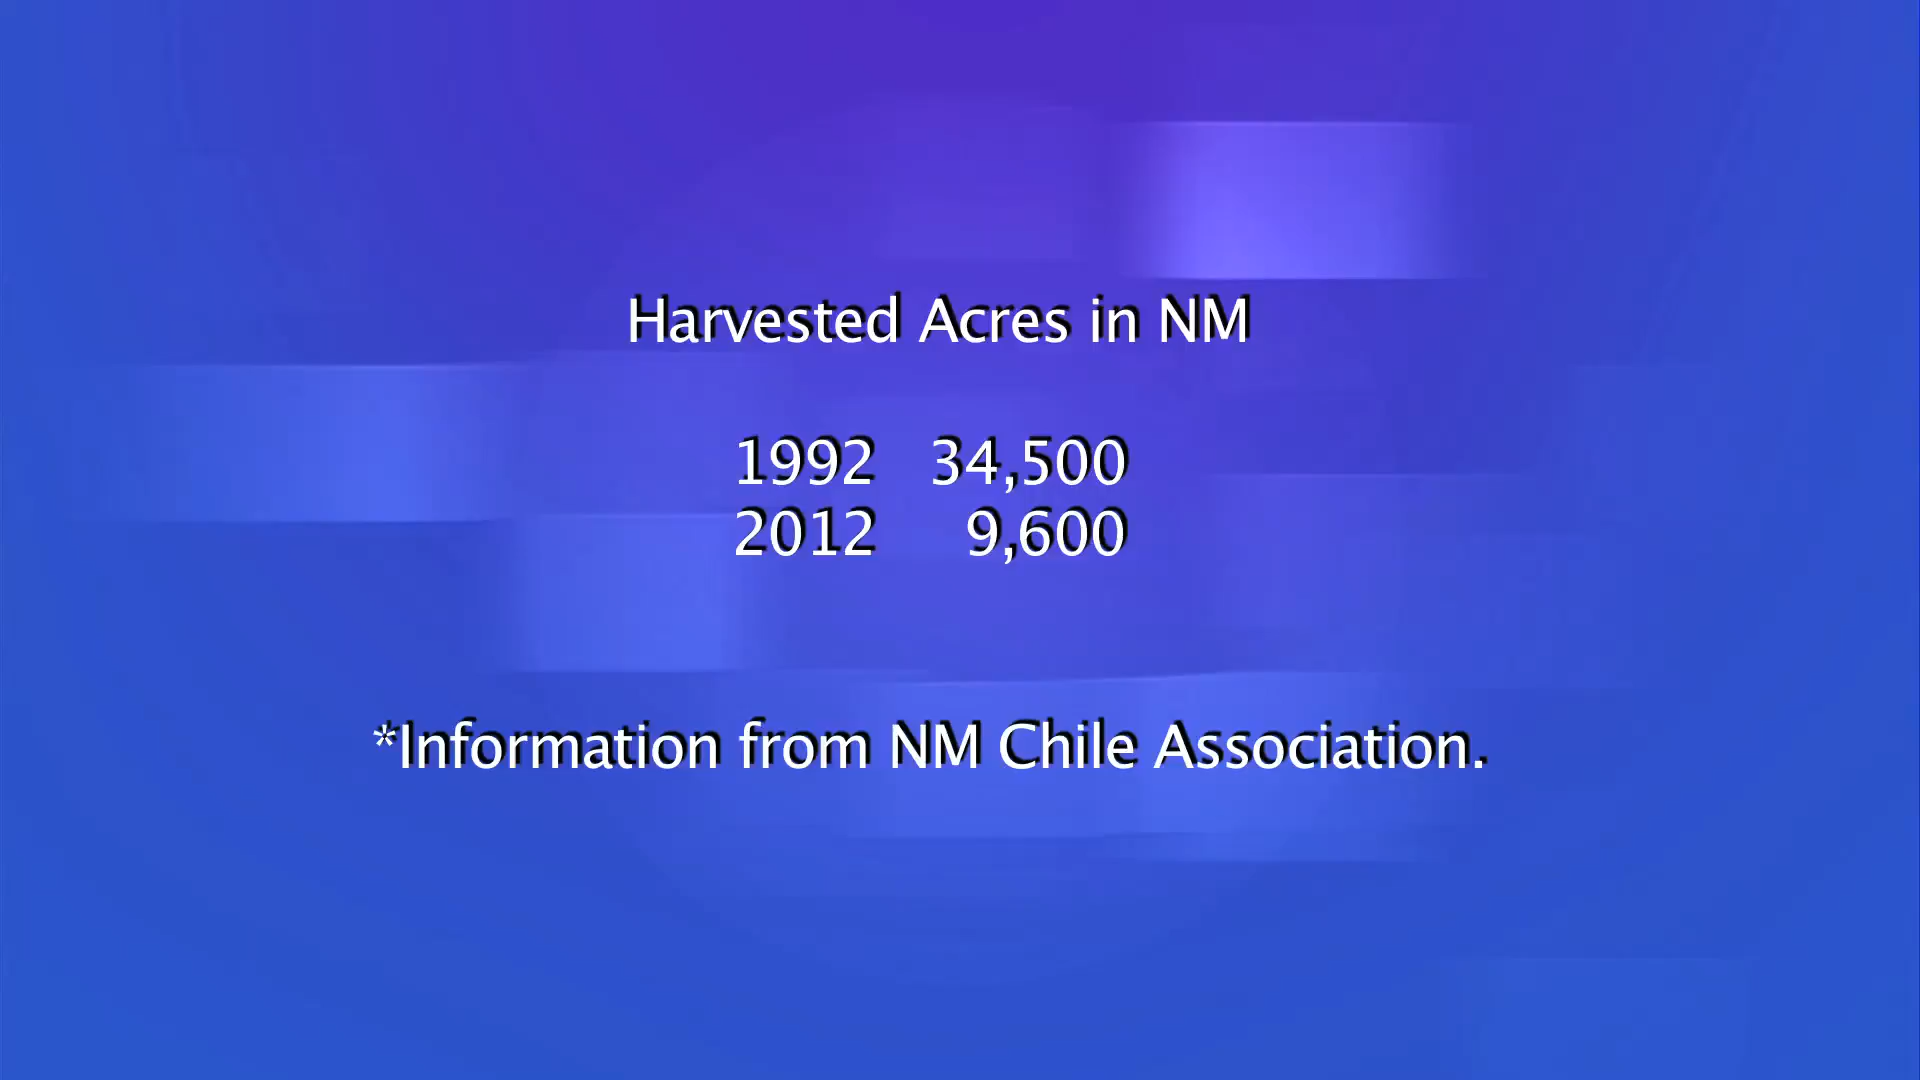 Harvested Acres in NM
1992 34,500
2012 9,600
*Information from NM Chile Association.